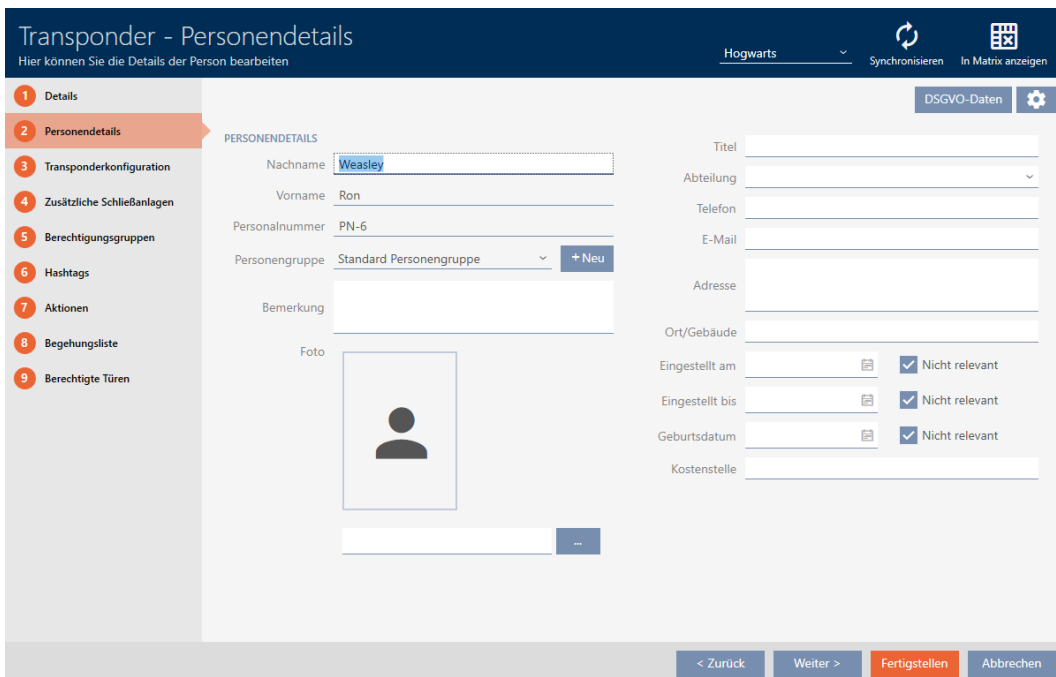 Transponder - Personendetails
Hier können Sie die Details der Person bearbeiten
Hogwarts
Synchronisieren
In Matrix anzeigen
1 Details
2 Personendetails
3 Transponderkonfiguration
4 Zusätzliche Schließanlagen
5 Berechtigungsgruppen
6 Hashtags
7 Aktionen
8 Begehungsliste
9 Berechtigte Türen
DSGVO-Daten
PERSONENDETAILS
Nachname Weasley
Vorname Ron
Personalnummer PN-6
Personengruppe Standard Personengruppe + Neu
Bemerkung
Foto
...
Titel
Abteilung
Telefon
E-Mail
Adresse
Ort/Gebäude
Eingestellt am Nicht relevant
Eingestellt bis Nicht relevant
Geburtsdatum Nicht relevant
Kostenstelle
< Zurück
Weiter >
Fertigstellen
Abbrechen